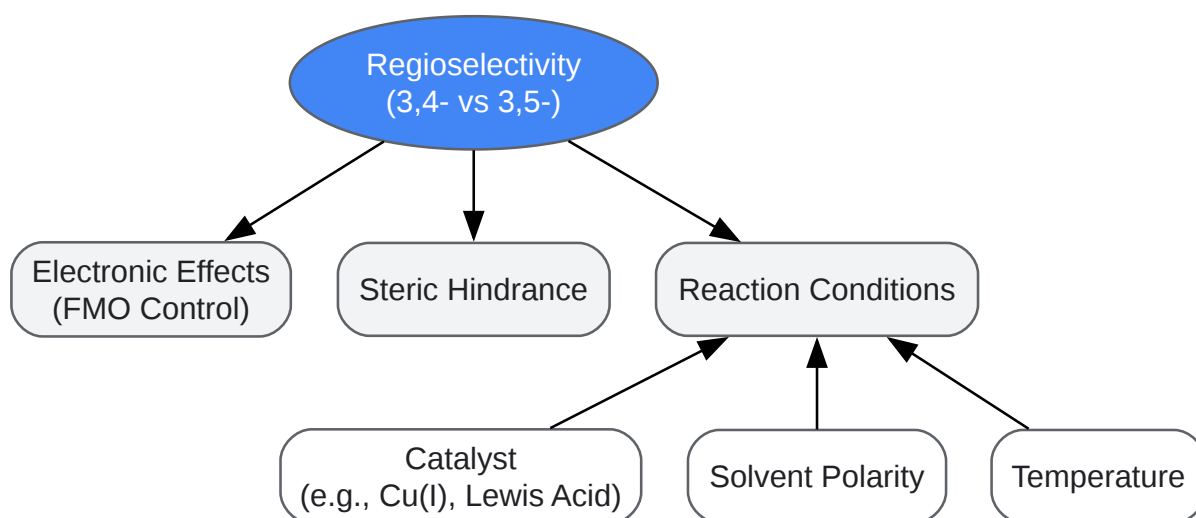 Regioselectivity
(3,4- vs 3,5-)
Electronic Effects
(FMO Control)
Steric Hindrance
Reaction Conditions
Catalyst
(e.g., Cu(I), Lewis Acid)
Solvent Polarity
Temperature